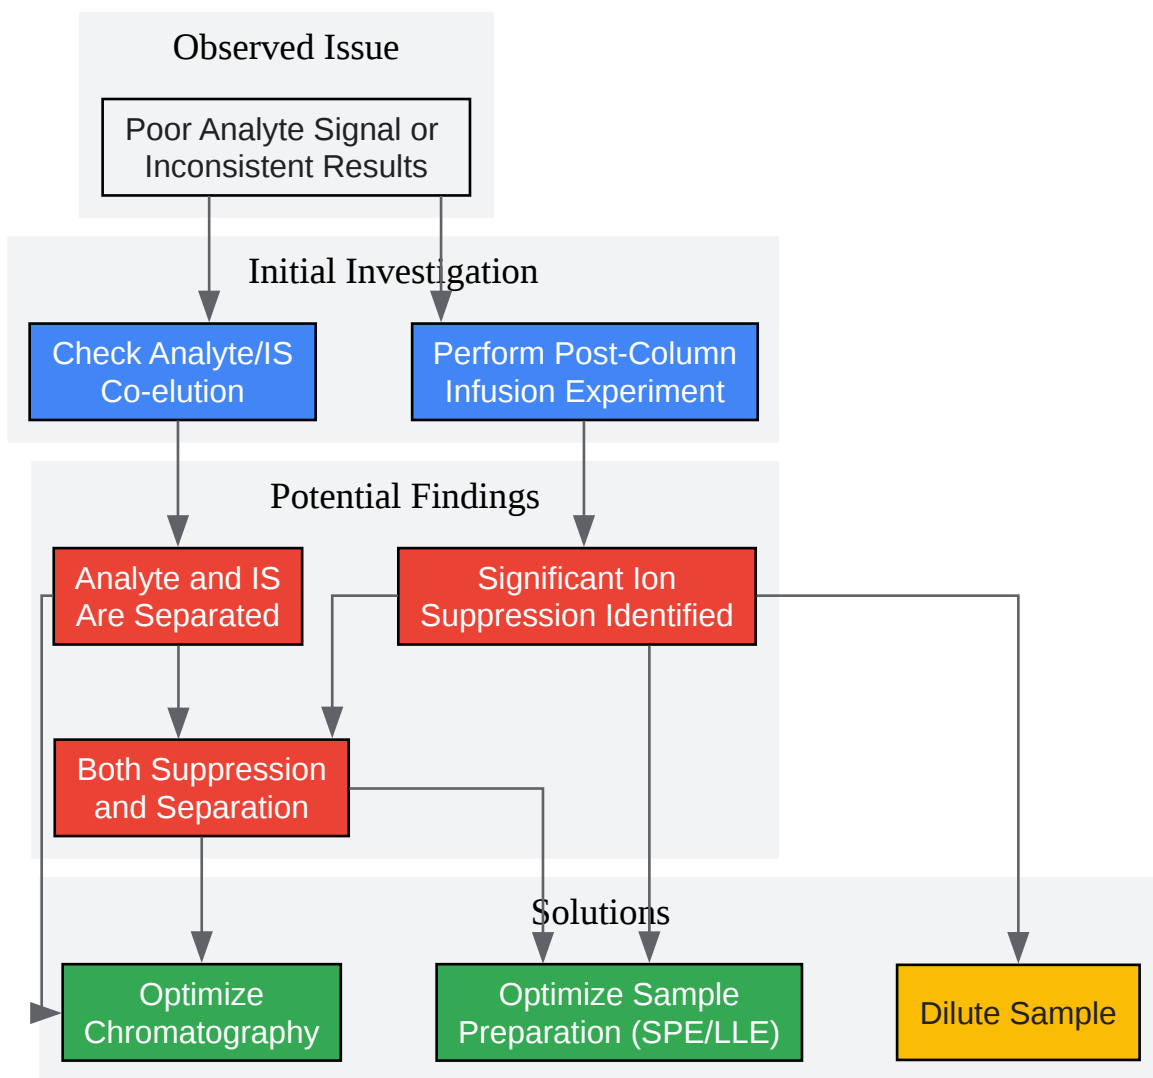 Observed Issue
Poor Analyte Signal or
Inconsistent Results
Initial Investigation
Check Analyte/IS
Co-elution
Perform Post-Column
Infusion Experiment
Potential Findings
Analyte and IS
Are Separated
Significant Ion
Suppression Identified
Both Suppression
and Separation
Solutions
Optimize
Chromatography
Optimize Sample
Preparation (SPE/LLE)
Dilute Sample